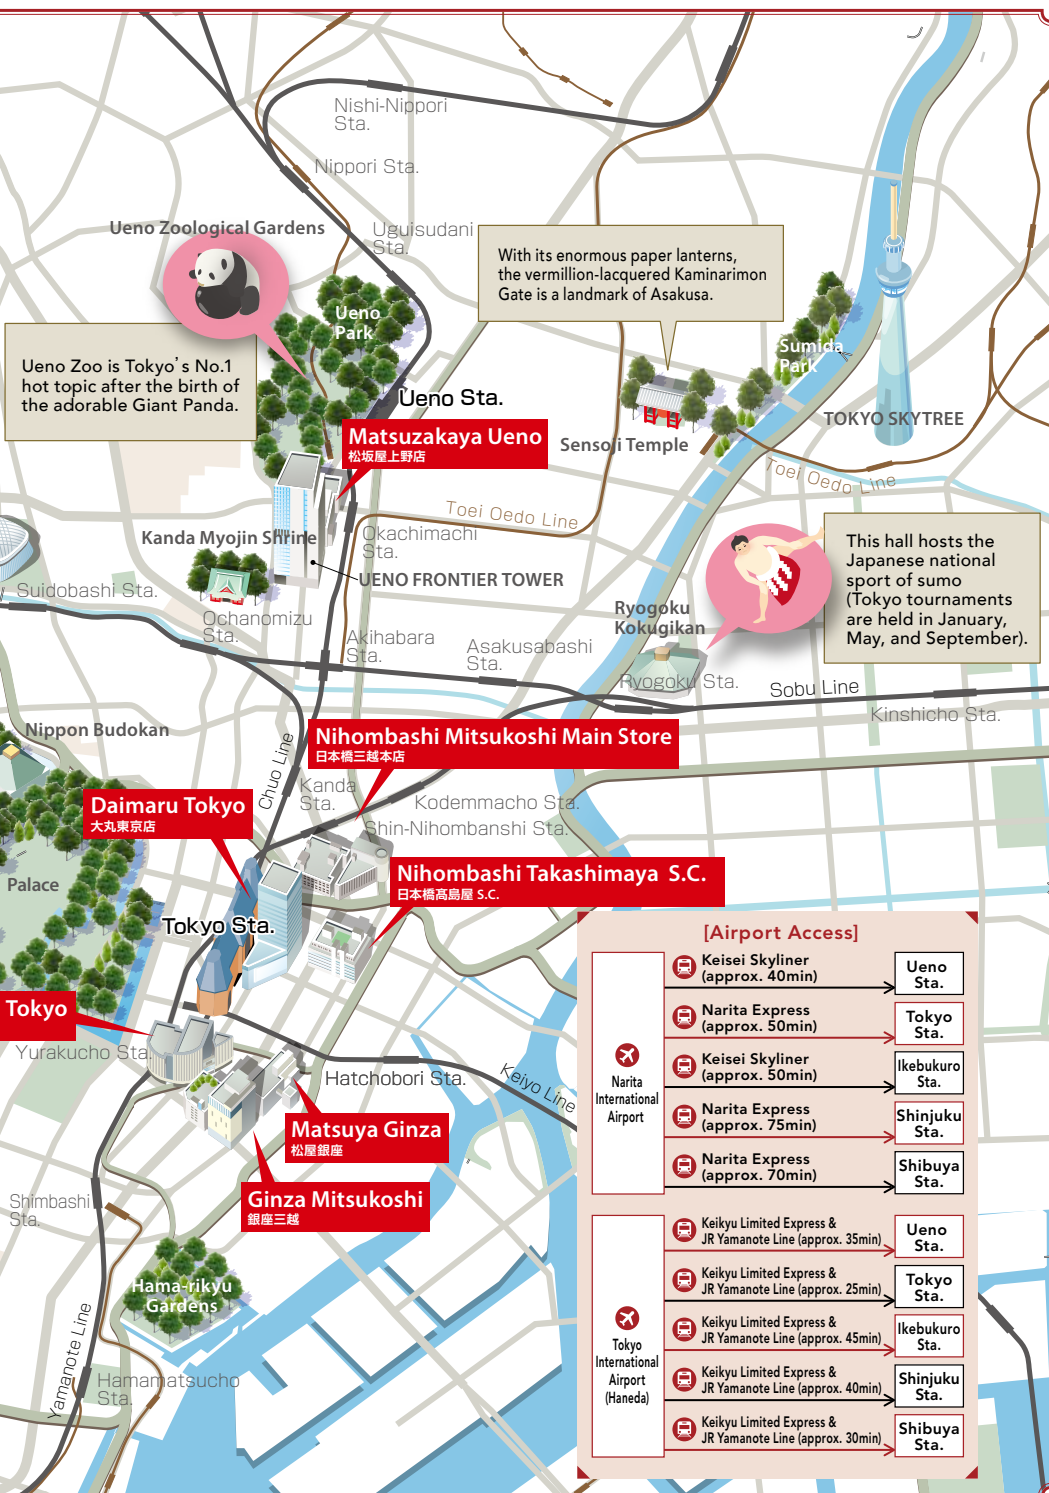 Nishi-Nippori
Sta.
Nippori Sta.
Ueno Zoological Gardens
Uguisudani
Sta.
With its enormous paper lanterns,
the vermillion-lacquered Kaminarimon
Gate is a landmark of Asakusa.
Ueno
Park
Sumida
Park
Ueno Zoo is Tokyo's No.1
hot topic after the birth of
the adorable Giant Panda.
Ueno Sta.
TOKYO SKYTREE
Matsuzakaya Ueno
松坂屋上野店
Sensoji Temple
Toei Oedo Line
Toei Oedo Line
Kanda Myojin Shrine
Okachimachi
Sta.
UENO FRONTIER TOWER
This hall hosts the
Japanese national
sport of sumo
(Tokyo tournaments
are held in January,
May, and September).
Suidobashi Sta.
Ochanomizu
Sta.
Ryogoku
Kokugikan
Akihabara
Sta.
Asakusabashi
Sta.
Ryogoku Sta.
Sobu Line
Kinshicho Sta.
Nippon Budokan
Chuo Line
Nihombashi Mitsukoshi Main Store
日本橋三越本店
Kanda
Sta.
Kodemmacho Sta.
Shin-Nihombanshi Sta.
Daimaru Tokyo
大丸東京店
Nihombashi Takashimaya S.C.
日本橋髙島屋 S.C.
Palace
Tokyo Sta.
Tokyo
Yurakucho Sta.
Hatchobori Sta.
Keiyo Line
Matsuya Ginza
松屋銀座
Ginza Mitsukoshi
銀座三越
Shimbashi
Sta.
Hama-rikyu
Gardens
Yamanote Line
Hamamatsucho
Sta.
[Airport Access]
Narita
International
Airport
Keisei Skyliner
(approx. 40min)
Ueno
Sta.
Narita Express
(approx. 50min)
Tokyo
Sta.
Keisei Skyliner
(approx. 50min)
Ikebukuro
Sta.
Narita Express
(approx. 75min)
Shinjuku
Sta.
Narita Express
(approx. 70min)
Shibuya
Sta.
Tokyo
International
Airport
(Haneda)
Keikyu Limited Express &
JR Yamanote Line (approx. 35min)
Ueno
Sta.
Keikyu Limited Express &
JR Yamanote Line (approx. 25min)
Tokyo
Sta.
Keikyu Limited Express &
JR Yamanote Line (approx. 45min)
Ikebukuro
Sta.
Keikyu Limited Express &
JR Yamanote Line (approx. 40min)
Shinjuku
Sta.
Keikyu Limited Express &
JR Yamanote Line (approx. 30min)
Shibuya
Sta.